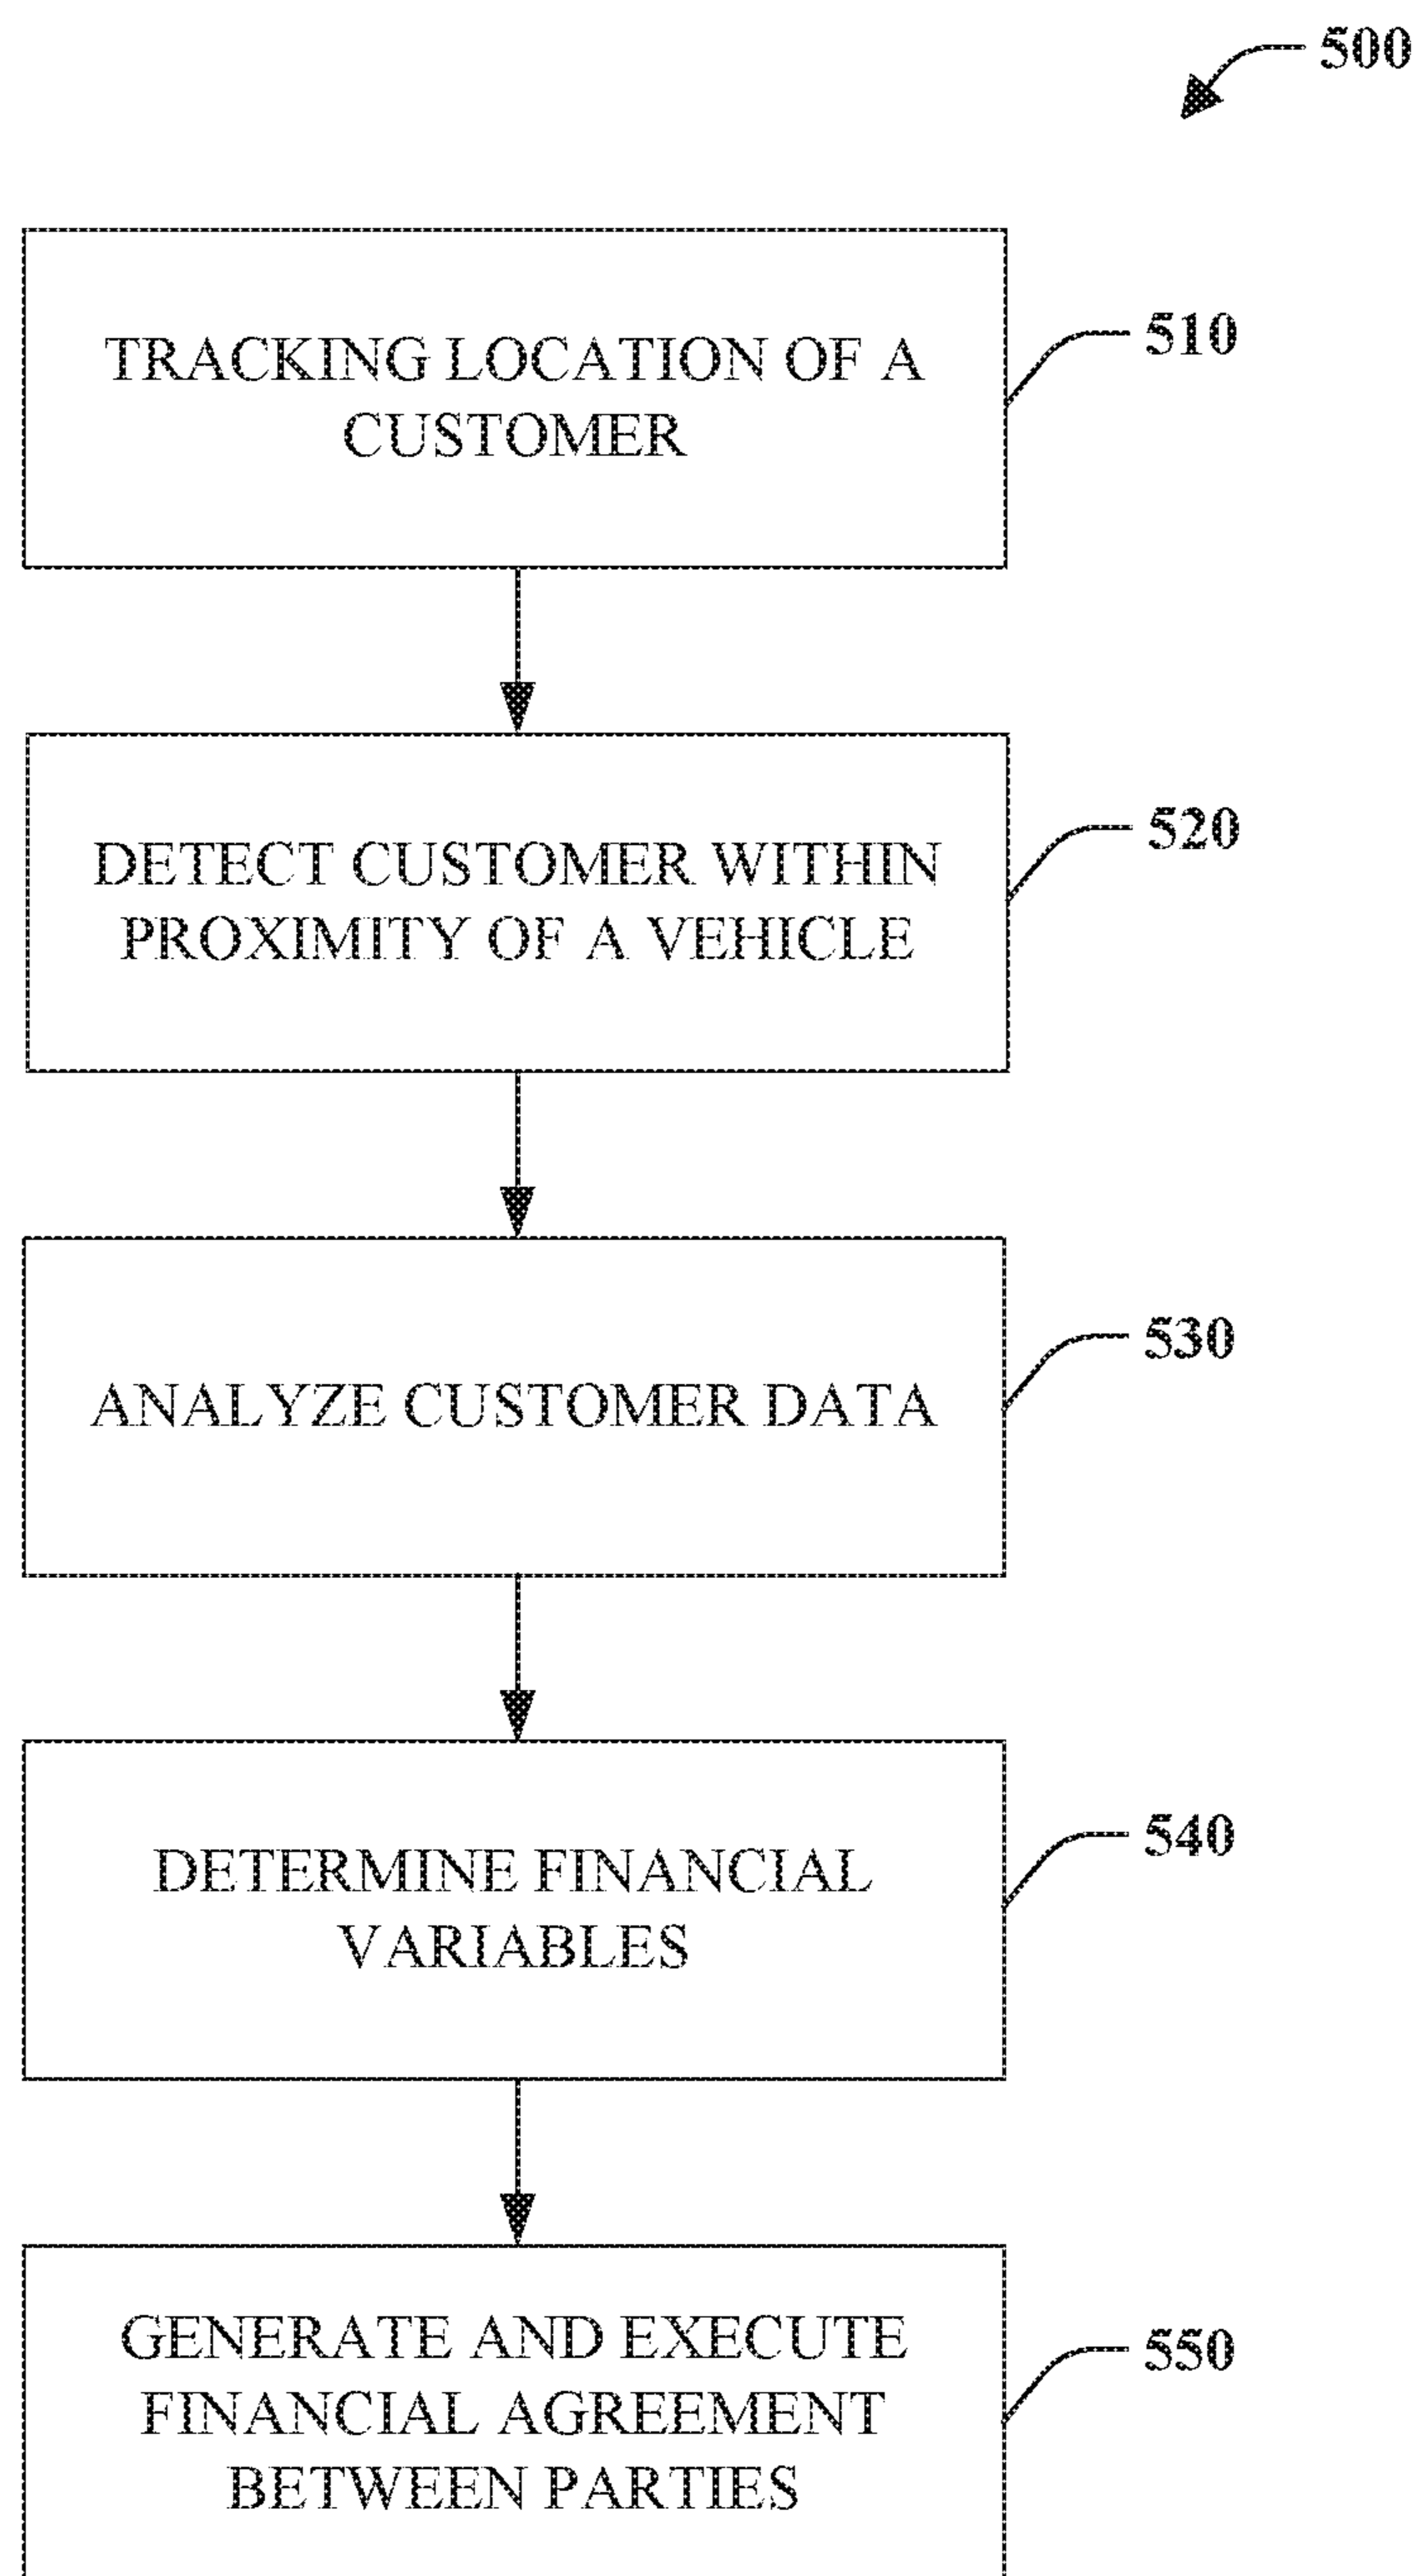 500
TRACKING LOCATION OF A
CUSTOMER
510
DETECT CUSTOMER WITHIN
PROXIMITY OF A VEHICLE
520
ANALYZE CUSTOMER DATA
530
DETERMINE FINANCIAL
VARIABLES
540
GENERATE AND EXECUTE
FINANCIAL AGREEMENT
BETWEEN PARTIES
550